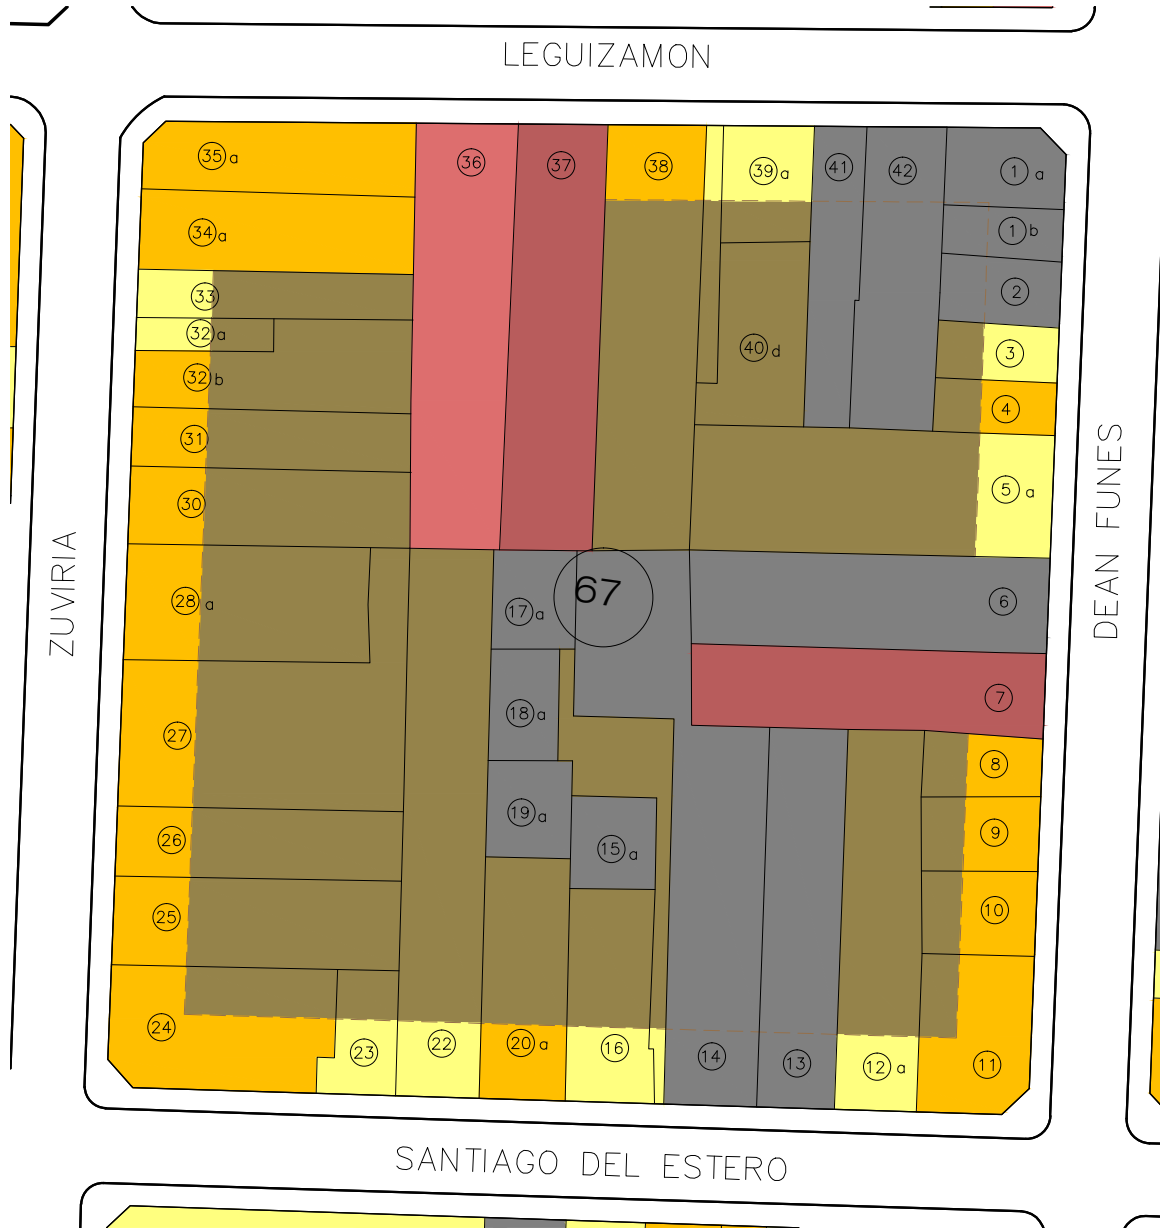 LEGUIZAMON
35 a
36
37
38
39 a
41
42
1 a
34 a
1 b
33
2
32 a
40 d
3
32 b
4
31
5 a
30
DEAN FUNES
ZUVIRIA
67
28 a
17 a
6
27
18 a
7
8
26
19 a
15 a
9
25
10
24
23
22
20 a
16
14
13
12 a
11
SANTIAGO DEL ESTERO